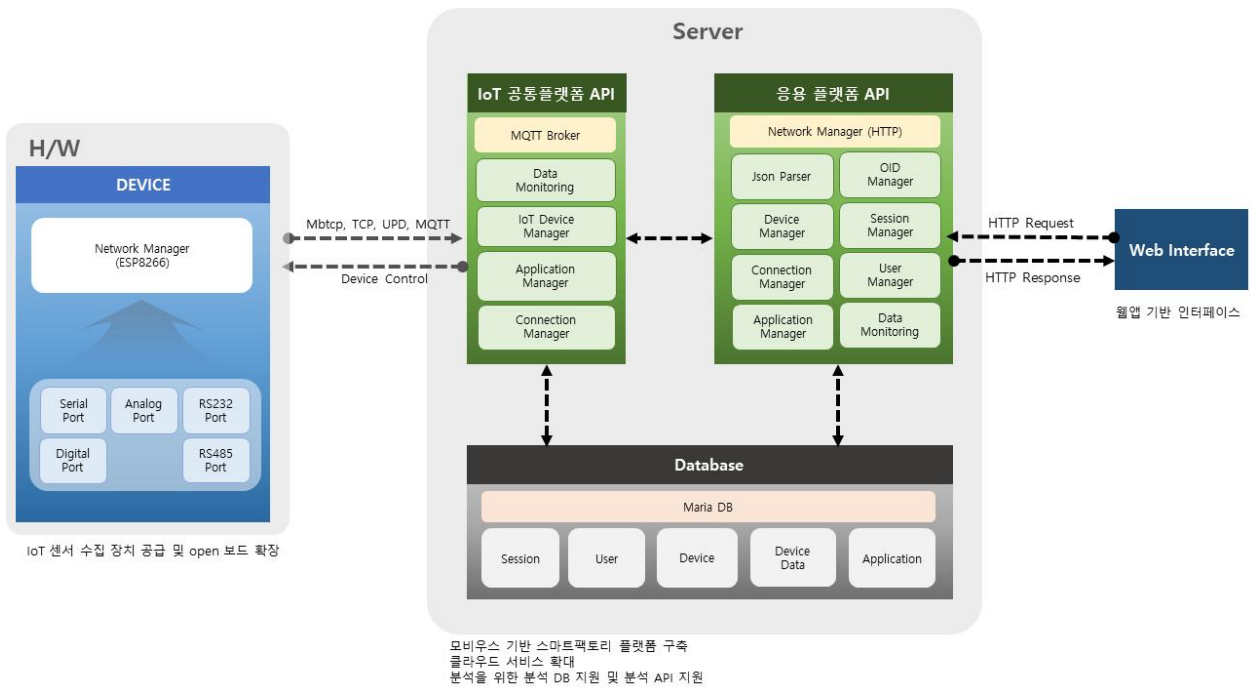 Server
IoT 공통플랫폼 API
MQTT Broker
Data
Monitoring
IoT Device
Manager
Application
Manager
Connection
Manager
응용 플랫폼 API
Network Manager (HTTP)
Json Parser
OID
Manager
Device
Manager
Session
Manager
Connection
Manager
User
Manager
Application
Manager
Data
Monitoring
H/W
DEVICE
Network Manager
(ESP8266)
Serial
Port
Analog
Port
RS232
Port
Digital
Port
RS485
Port
IoT 센서 수집 장치 공급 및 open 보드 확장
Mbtcp, TCP, UPD, MQTT
Device Control
HTTP Request
HTTP Response
Web Interface
웹앱 기반 인터페이스
Database
Maria DB
Session
User
Device
Device
Data
Application
모비우스 기반 스마트팩토리 플랫폼 구축
클라우드 서비스 확대
분석을 위한 분석 DB 지원 및 분석 API 지원